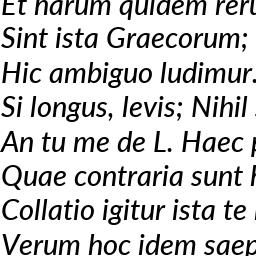 Et harum quidem reru
Sint ista Graecorum;
Hic ambiguo ludimur.
Si longus, levis; Nihil
An tu me de L. Haec
Quae contraria sunt
Collatio igitur ista te
Verum hoc idem saep